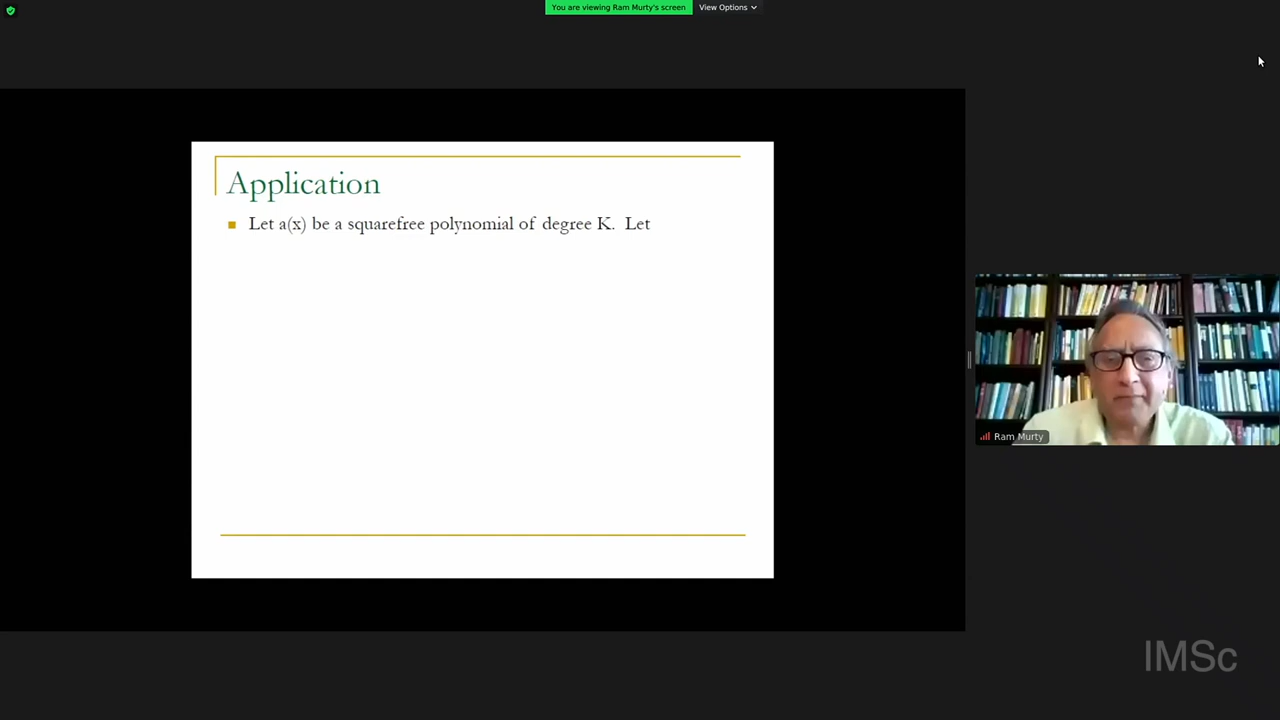 You are viewing Ram Murty's screen
View Options
Application
Let a(x) be a squarefree polynomial of degree K. Let
Ram Murty
IMSc